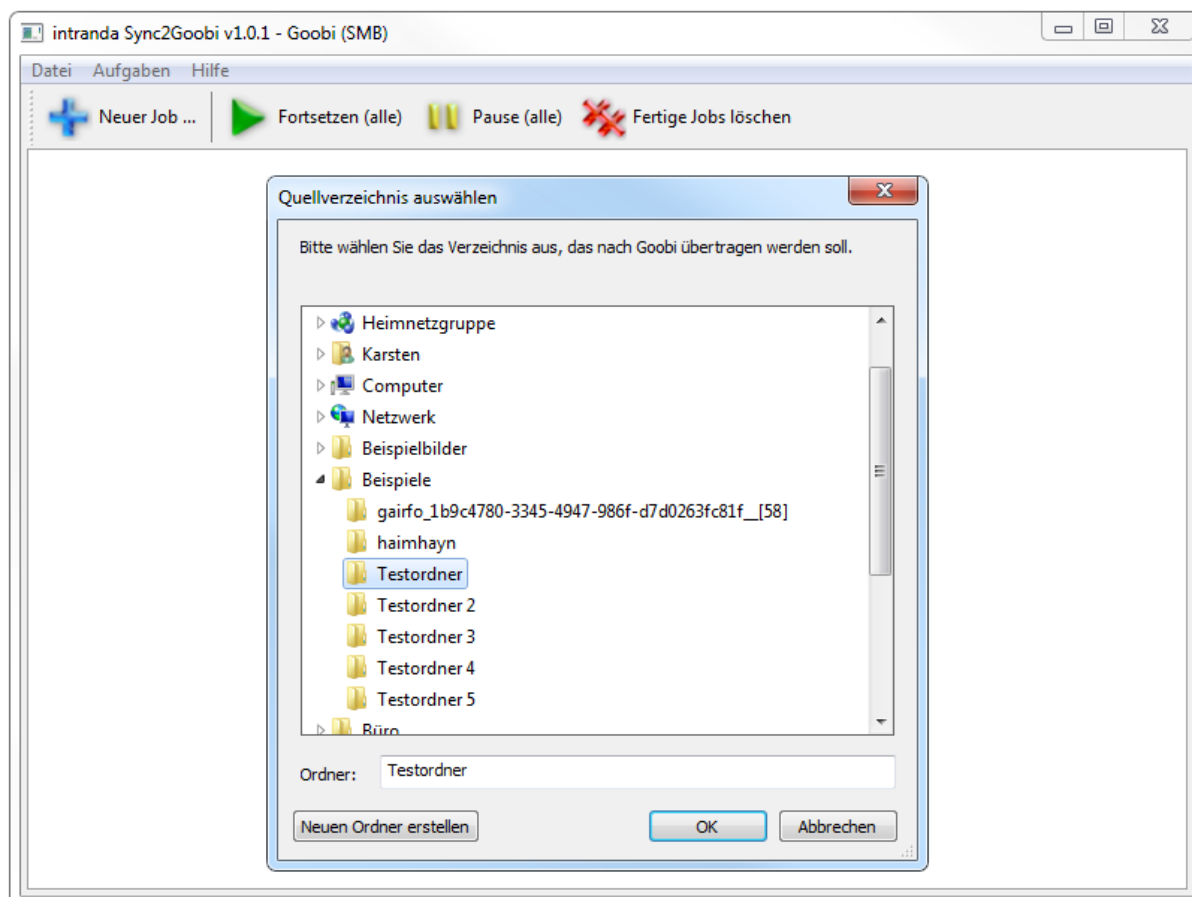 intranda Sync2Goobi v1.0.1 - Goobi (SMB)
Datei Aufgaben Hilfe
Neuer Job ... Fortsetzen (alle) Pause (alle) Fertige Jobs löschen
Quellverzeichnis auswählen
Bitte wählen Sie das Verzeichnis aus, das nach Goobi übertragen werden soll.
Heimnetzgruppe
Karsten
Computer
Netzwerk
Beispielbilder
Beispiele
gairfo_1b9c4780-3345-4947-986f-d7d0263fc81f__[58]
haimhayn
Testordner
Testordner 2
Testordner 3
Testordner 4
Testordner 5
Büro
Ordner: Testordner
Neuen Ordner erstellen OK Abbrechen